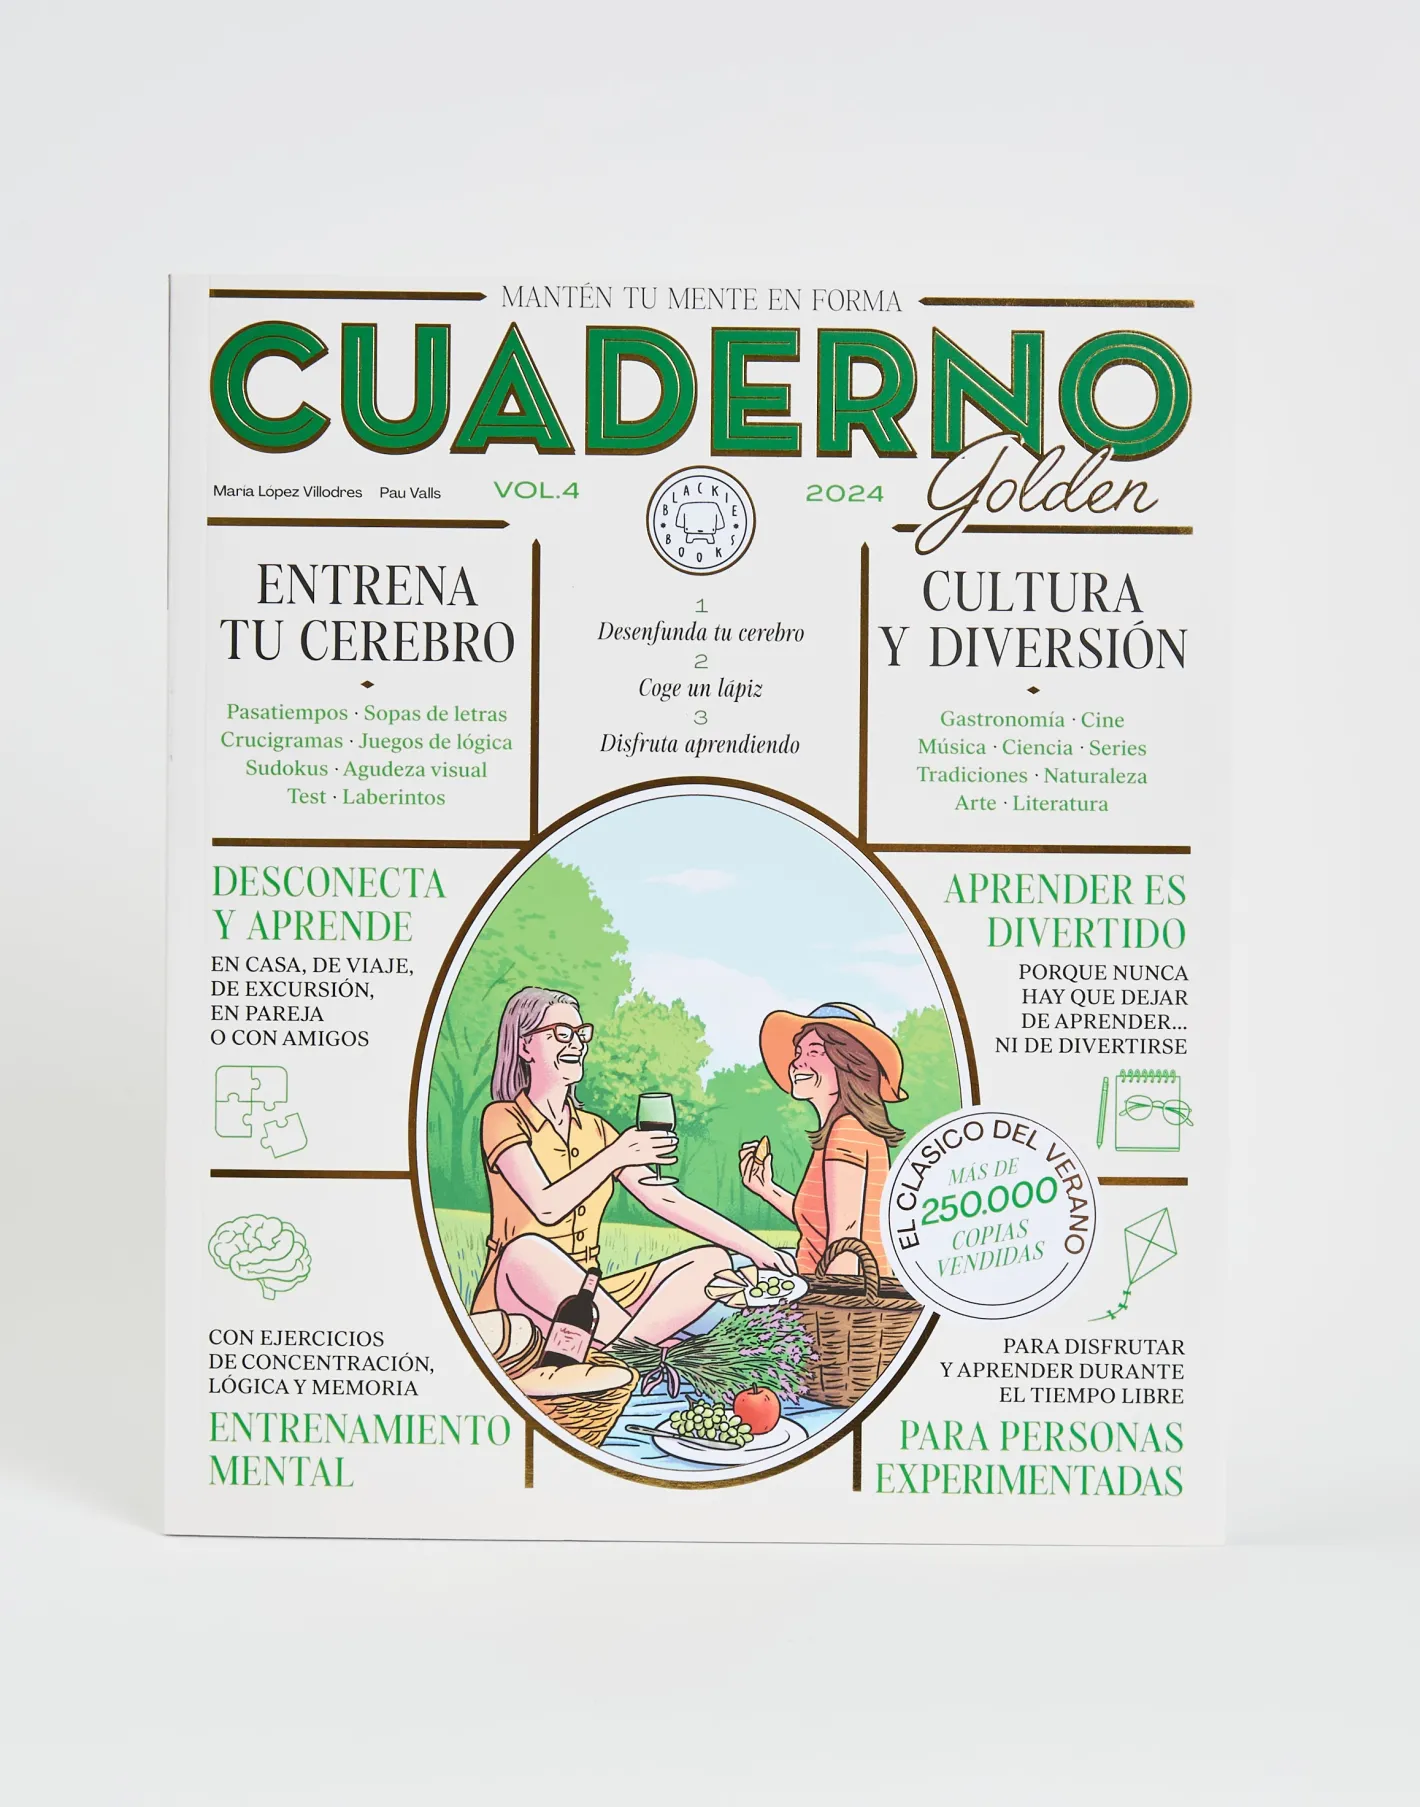 MANTÉN TU MENTE EN FORMA
CUADERNO
Golden
María López Villodres Pau Valls
VOL.4
BLACKIE BOOKS
2024
ENTRENA
TU CEREBRO
Pasatiempos · Sopas de letras
Crucigramas · Juegos de lógica
Sudokus · Agudeza visual
Test · Laberintos
1
Desenfunda tu cerebro
2
Coge un lápiz
3
Disfruta aprendiendo
CULTURA
Y DIVERSIÓN
Gastronomía · Cine
Música · Ciencia · Series
Tradiciones · Naturaleza
Arte · Literatura
DESCONECTA
Y APRENDE
EN CASA, DE VIAJE,
DE EXCURSIÓN,
EN PAREJA
O CON AMIGOS
APRENDER ES
DIVERTIDO
PORQUE NUNCA
HAY QUE DEJAR
DE APRENDER...
NI DE DIVERTIRSE
EL CLASICO DEL VERANO
MÁS DE
250.000
COPIAS
VENDIDAS
CON EJERCICIOS
DE CONCENTRACIÓN,
LÓGICA Y MEMORIA
ENTRENAMIENTO
MENTAL
PARA DISFRUTAR
Y APRENDER DURANTE
EL TIEMPO LIBRE
PARA PERSONAS
EXPERIMENTADAS